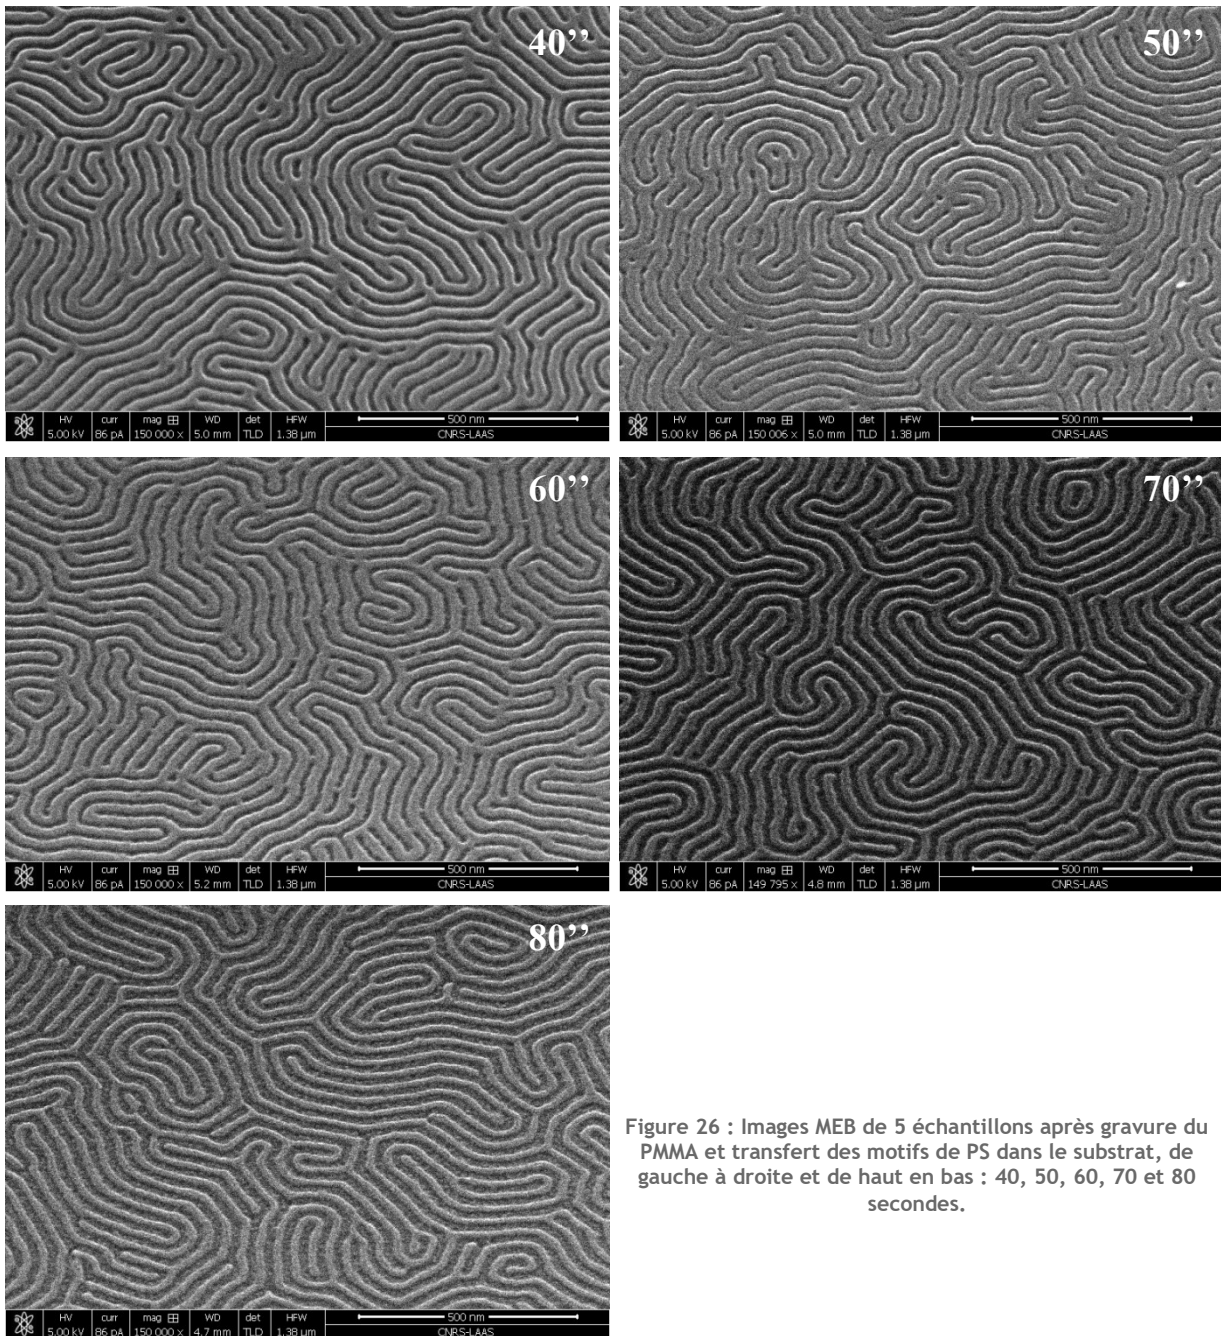 40’’
HV curr mag WD det HFW 500 nm
5.00 kV 86 pA 150 000 x 5.0 mm TLD 1.38 µm CNRS-LAAS
50’’
HV curr mag WD det HFW 500 nm
5.00 kV 86 pA 150 006 x 5.0 mm TLD 1.38 µm CNRS-LAAS
60’’
HV curr mag WD det HFW 500 nm
5.00 kV 86 pA 150 000 x 5.2 mm TLD 1.38 µm CNRS-LAAS
70’’
HV curr mag WD det HFW 500 nm
5.00 kV 86 pA 149 795 x 4.8 mm TLD 1.38 µm CNRS-LAAS
80’’
HV curr mag WD det HFW 500 nm
5.00 kV 86 pA 150 000 x 4.7 mm TLD 1.38 µm CNRS-LAAS
Figure 26 : Images MEB de 5 échantillons après gravure du
PMMA et transfert des motifs de PS dans le substrat, de
gauche à droite et de haut en bas : 40, 50, 60, 70 et 80
secondes.